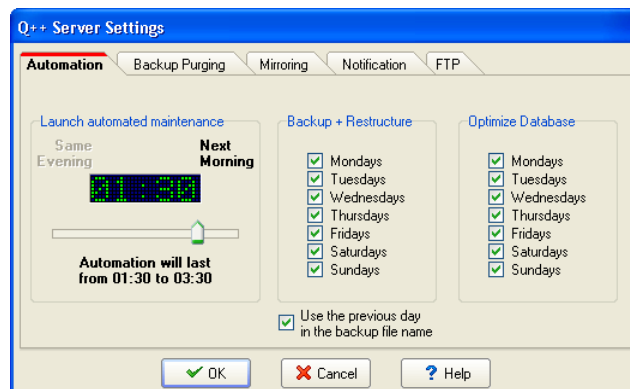 Q++ Server Settings
Automation
Backup Purging
Mirroring
Notification
FTP
Launch automated maintenance
Same
Evening
Next
Morning
01:30
Automation will last
from 01:30 to 03:30
Backup + Restructure
Mondays
Tuesdays
Wednesdays
Thursdays
Fridays
Saturdays
Sundays
Optimize Database
Mondays
Tuesdays
Wednesdays
Thursdays
Fridays
Saturdays
Sundays
Use the previous day
in the backup file name
OK
Cancel
? Help